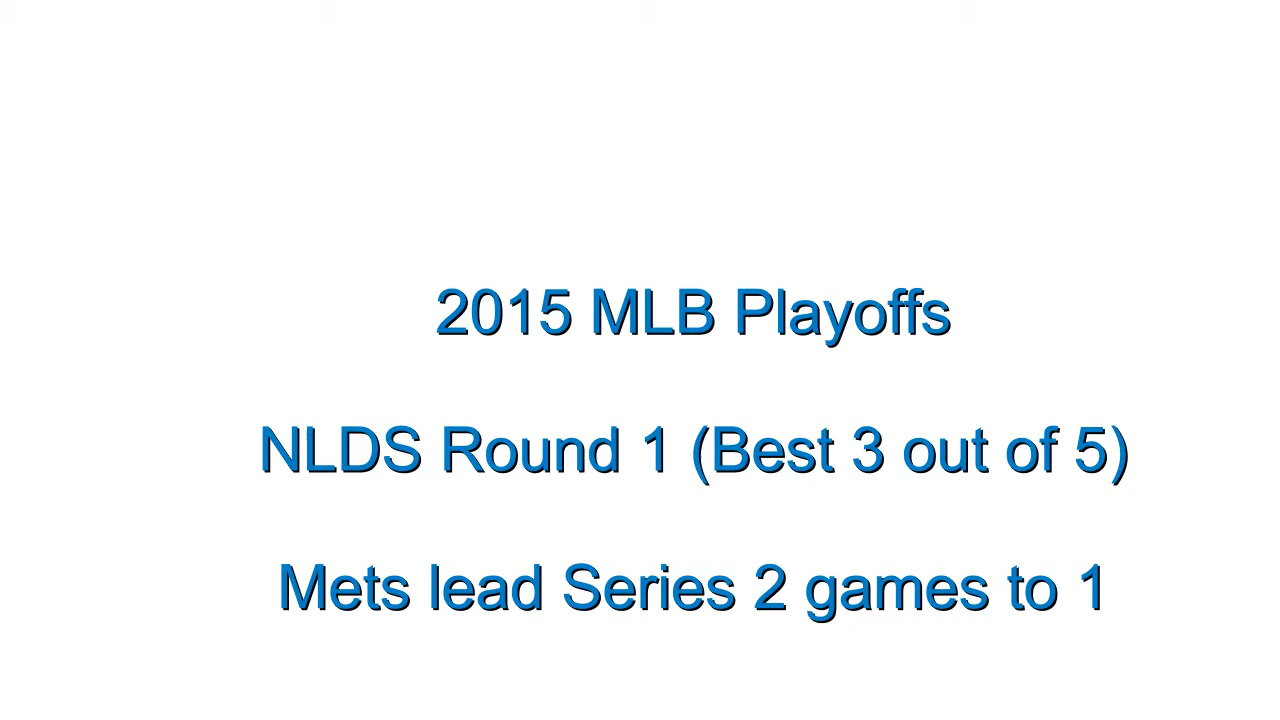 2015 MLB Playoffs
NLDS Round 1 (Best 3 out of 5)
Mets lead Series 2 games to 1